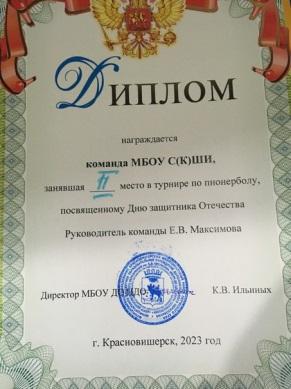 ДИПЛОМ
награждается
команда МБОУ С(К)ШИ,
занявшая II место в турнире по пионерболу,
посвященному Дню защитника Отечества
Руководитель команды Е.В. Максимова
Директор МБОУ К.В. Ильиных
г. Красновишерск, 2023 год